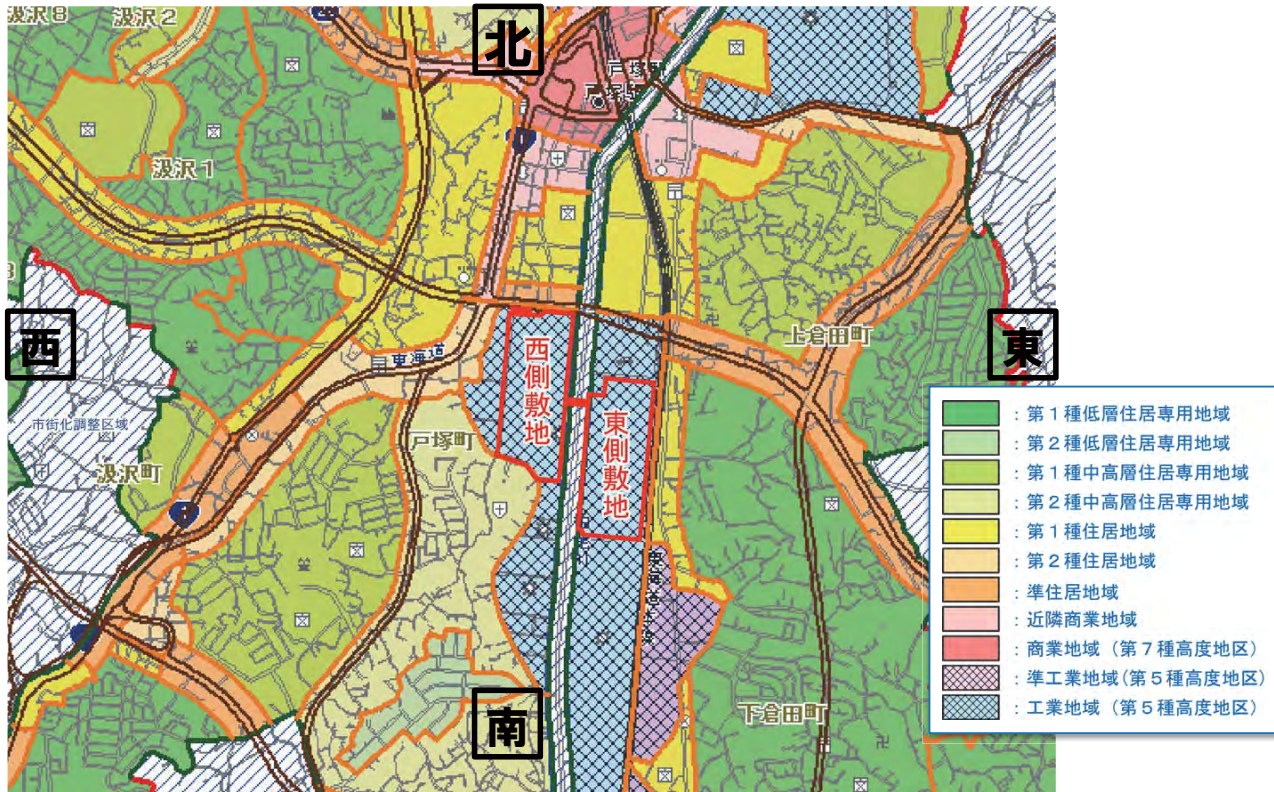 汲沢8
汲沢2
北
戸塚町
戸塚駅
1
汲沢1
西
東
上倉田町
東海道
西側敷地
東側敷地
市街化調整区域
汲沢町
戸塚町
南
下倉田町
：第１種低層住居専用地域
：第２種低層住居専用地域
：第１種中高層住居専用地域
：第２種中高層住居専用地域
：第１種住居地域
：第２種住居地域
：準住居地域
：近隣商業地域
：商業地域（第７種高度地区）
：準工業地域(第５種高度地区)
：工業地域（第５種高度地区）